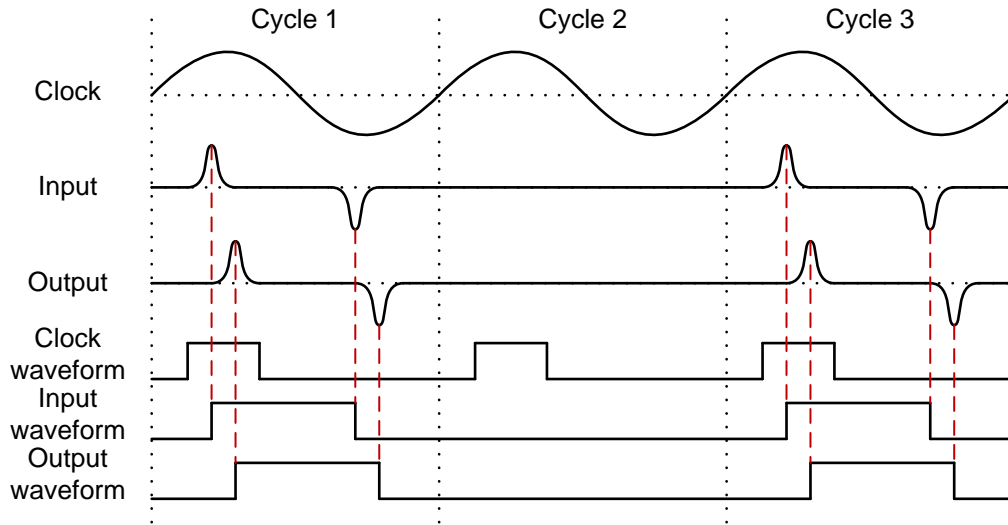 Cycle 1 Cycle 2 Cycle 3
Clock
Input
Output
Clock
waveform
Input
waveform
Output
waveform